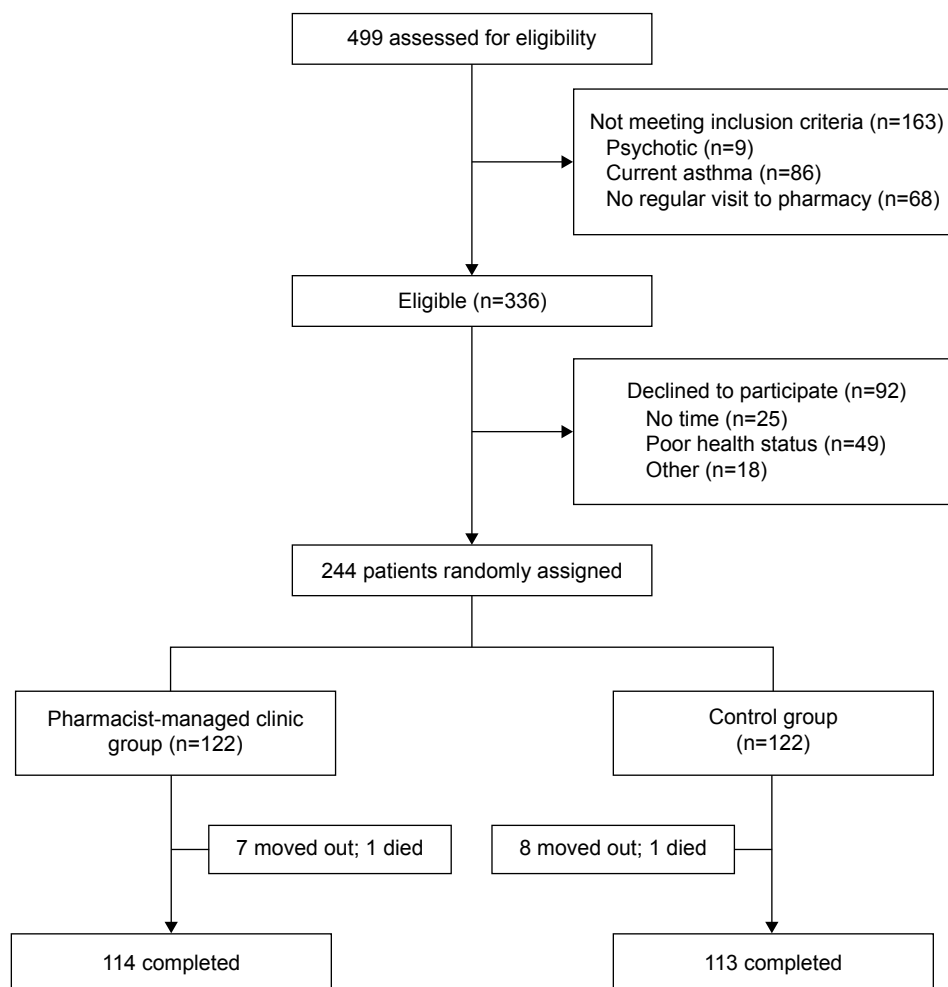 499 assessed for eligibility
Not meeting inclusion criteria (n=163)
Psychotic (n=9)
Current asthma (n=86)
No regular visit to pharmacy (n=68)
Eligible (n=336)
Declined to participate (n=92)
No time (n=25)
Poor health status (n=49)
Other (n=18)
244 patients randomly assigned
Pharmacist-managed clinic
group (n=122)
Control group
(n=122)
7 moved out; 1 died
8 moved out; 1 died
114 completed
113 completed